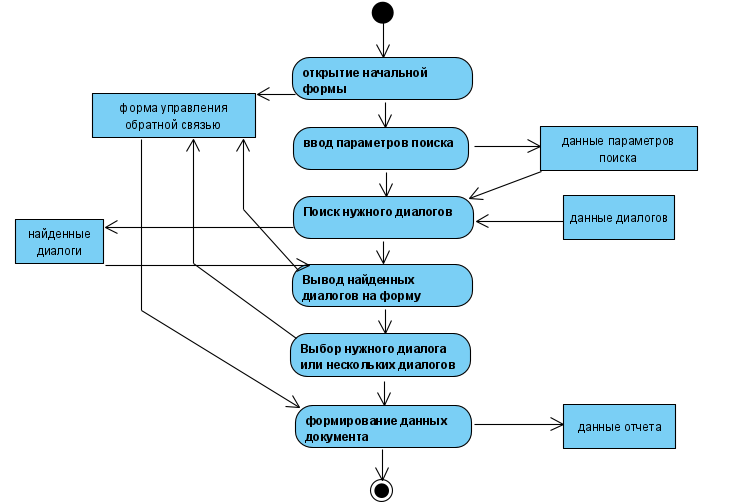 открытие начальной
формы
форма управления
обратной связью
ввод параметров поиска
данные параметров
поиска
Поиск нужного диалогов
данные диалогов
найденные
диалоги
Вывод найденных
диалогов на форму
Выбор нужного диалога
или нескольких диалогов
формирование данных
документа
данные отчета